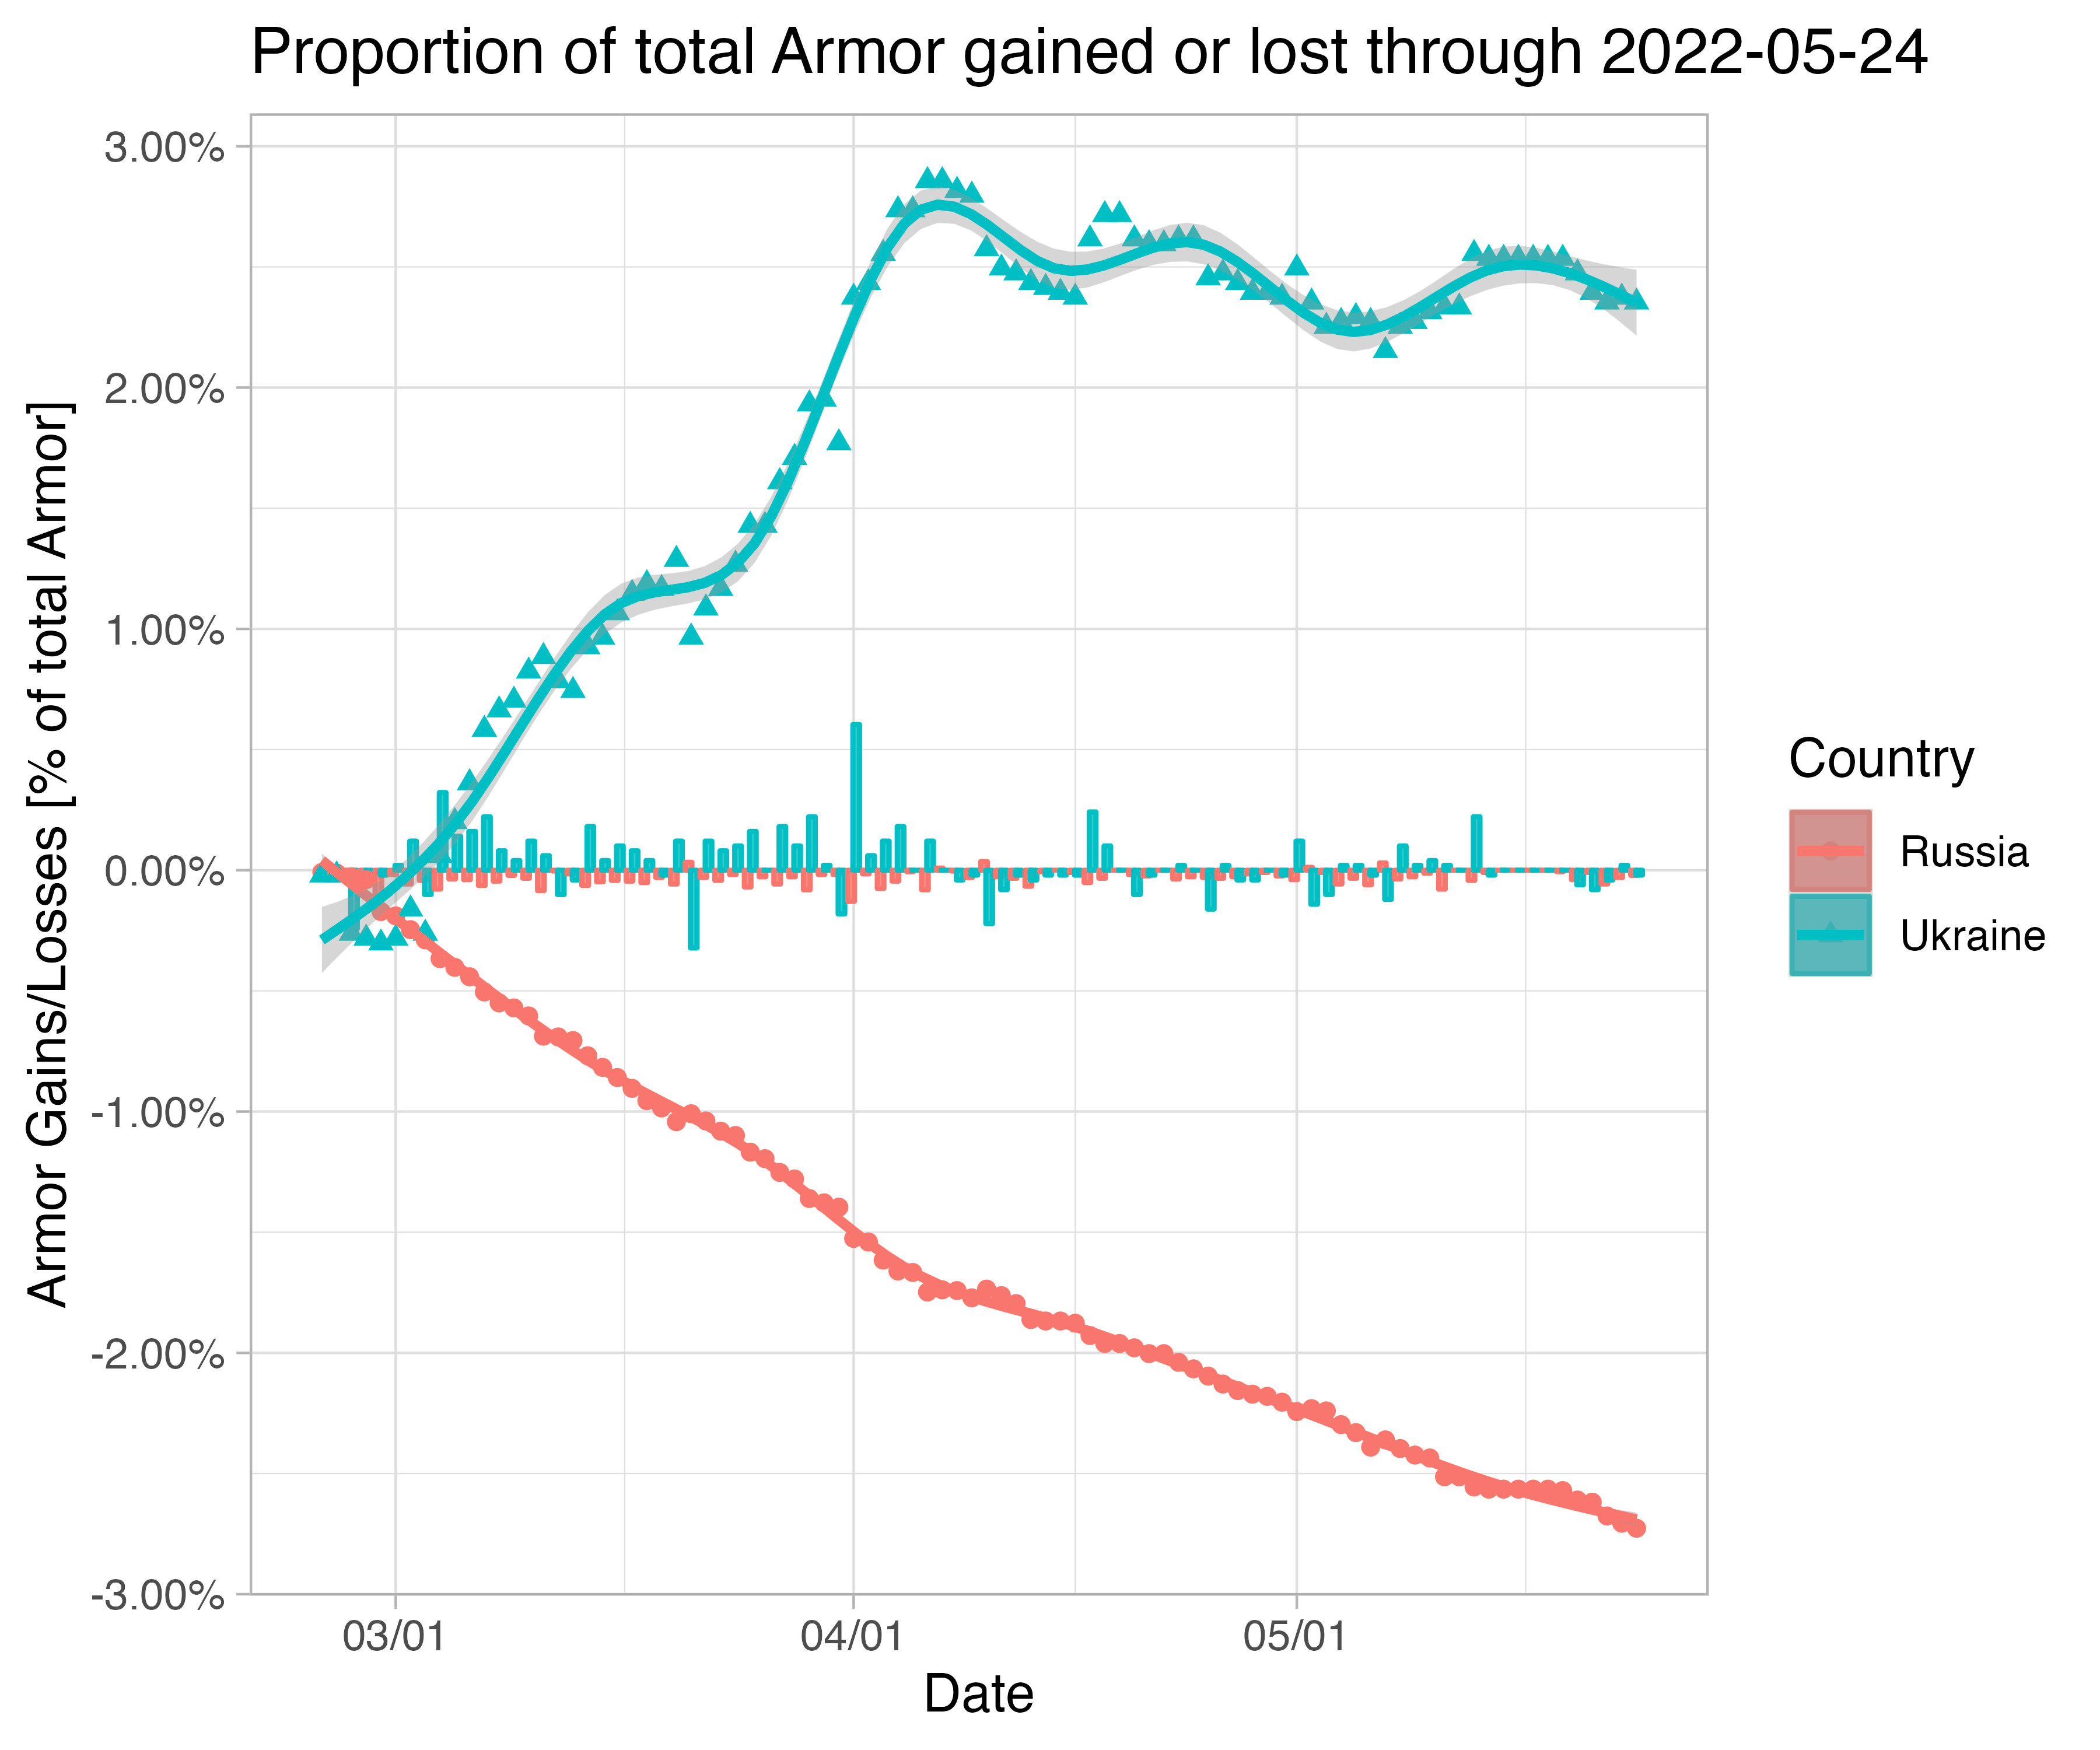 Proportion of total Armor gained or lost through 2022-05-24
Armor Gains/Losses [% of total Armor]
3.00%
2.00%
1.00%
0.00%
-1.00%
-2.00%
-3.00%
03/01
04/01
05/01
Date
Country
Russia
Ukraine